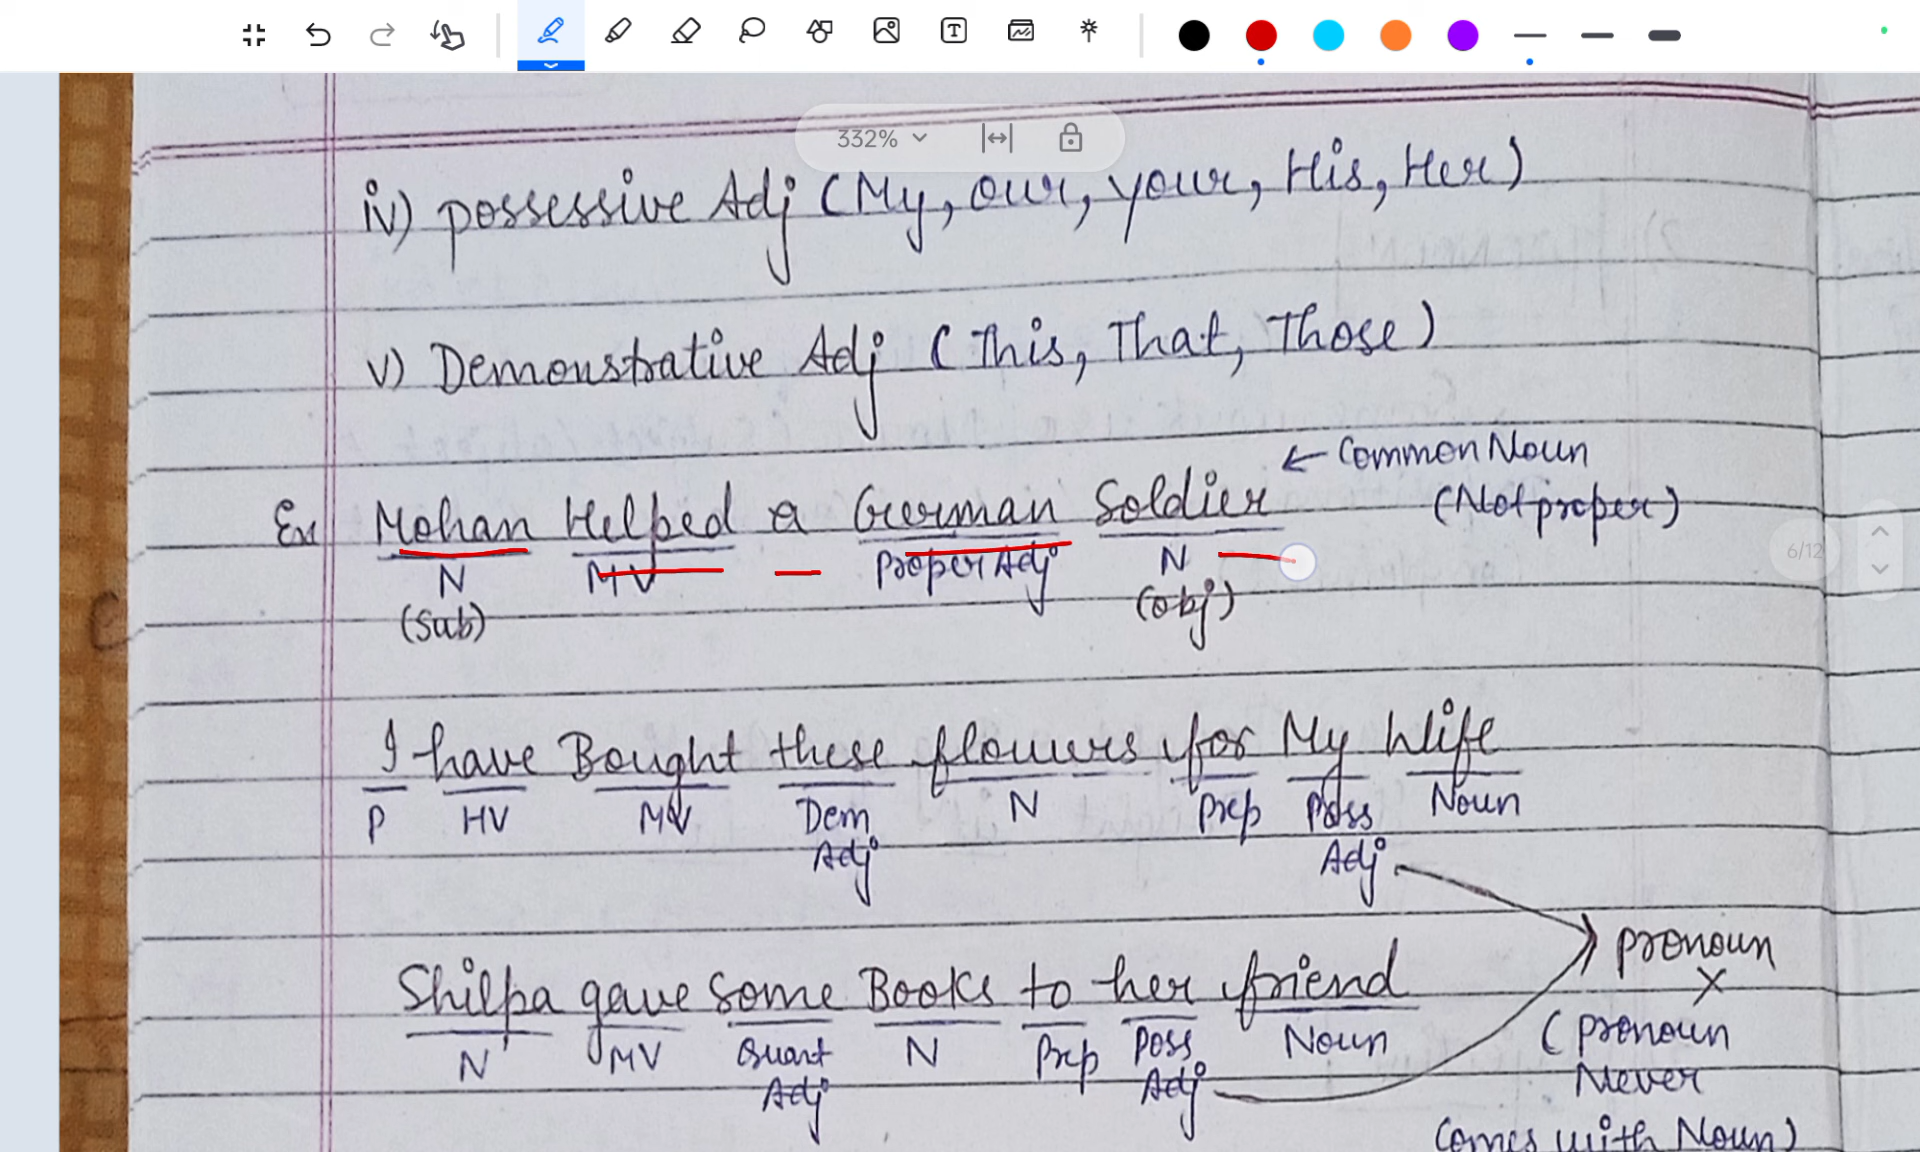 332%
iv) possessive Adj (My, our, your, His, Her)
v) Demonstrative Adj (This, That, Those)
← Common Noun
(Not proper)
Ex Mohan Helped a German Soldier
N MV proper Adj N
(Sub) (obj)
6/12
I have Bought these flowers for My Wife
P HV MV Dem Adj N Prep Poss Adj Noun
Shilpa gave some Books to her friend
N MV Quant Adj N Prep Poss Adj Noun
pronoun
X
(pronoun
Never
Comes with Noun)